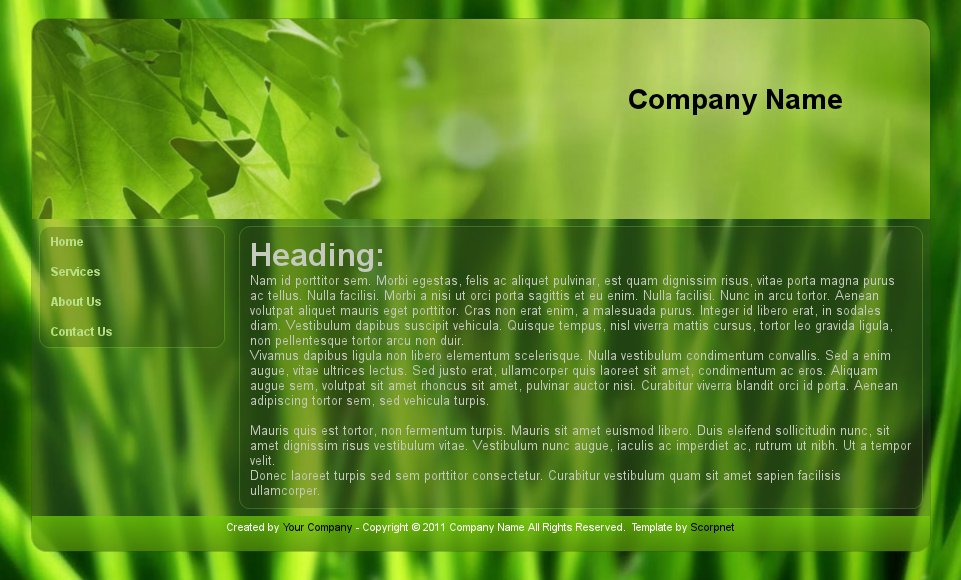 Company Name
Home
Services
About Us
Contact Us
Heading:
Nam id porttitor sem. Morbi egestas, felis ac aliquet pulvinar, est quam dignissim risus, vitae porta magna purus
ac tellus. Nulla facilisi. Morbi a nisi ut orci porta sagittis et eu enim. Nulla facilisi. Nunc in arcu tortor. Aenean
volutpat aliquet mauris eget porttitor. Cras non erat enim, a malesuada purus. Integer id libero erat, in sodales
diam. Vestibulum dapibus suscipit vehicula. Quisque tempus, nisl viverra mattis cursus, tortor leo gravida ligula,
non pellentesque tortor arcu non duir.
Vivamus dapibus ligula non libero elementum scelerisque. Nulla vestibulum condimentum convallis. Sed a enim
augue, vitae ultrices lectus. Sed justo erat, ullamcorper quis laoreet sit amet, condimentum ac eros. Aliquam
augue sem, volutpat sit amet rhoncus sit amet, pulvinar auctor nisi. Curabitur viverra blandit orci id porta. Aenean
adipiscing tortor sem, sed vehicula turpis.
Mauris quis est tortor, non fermentum turpis. Mauris sit amet euismod libero. Duis eleifend sollicitudin nunc, sit
amet dignissim risus vestibulum vitae. Vestibulum nunc augue, iaculis ac imperdiet ac, rutrum ut nibh. Ut a tempor
velit.
Donec laoreet turpis sed sem porttitor consectetur. Curabitur vestibulum quam sit amet sapien facilisis
ullamcorper.
Created by Your Company - Copyright © 2011 Company Name All Rights Reserved. Template by Scorpnet